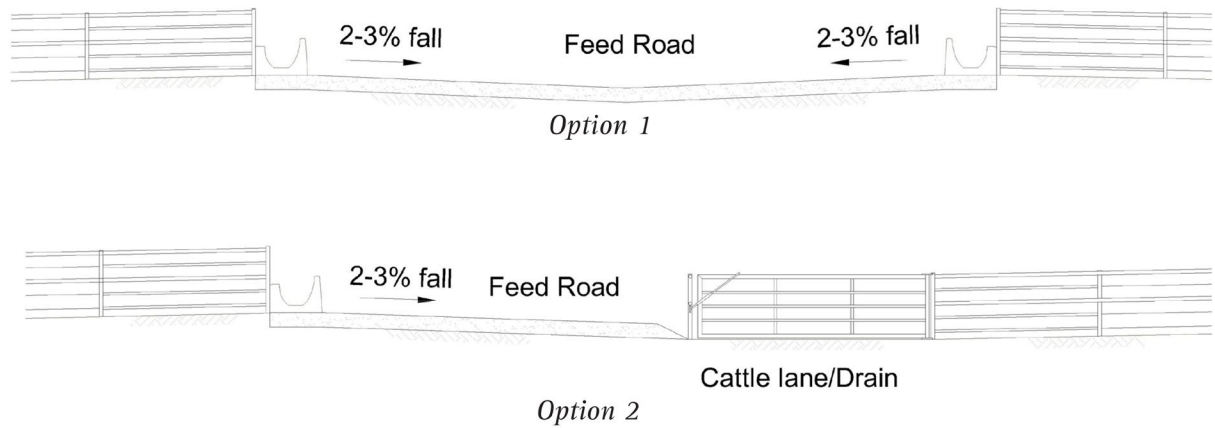 2-3% fall Feed Road 2-3% fall
Option 1
2-3% fall Feed Road
Cattle lane/Drain
Option 2